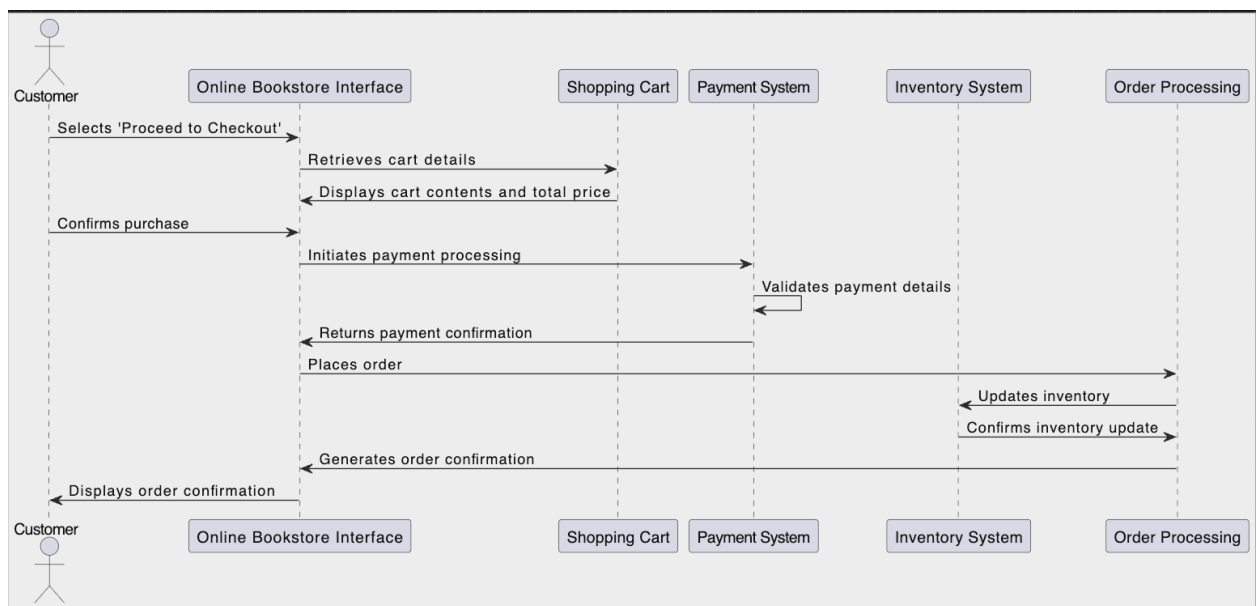 Customer
Online Bookstore Interface
Shopping Cart
Payment System
Inventory System
Order Processing
Selects 'Proceed to Checkout'
Retrieves cart details
Displays cart contents and total price
Confirms purchase
Initiates payment processing
Validates payment details
Returns payment confirmation
Places order
Updates inventory
Confirms inventory update
Generates order confirmation
Displays order confirmation
Customer
Online Bookstore Interface
Shopping Cart
Payment System
Inventory System
Order Processing